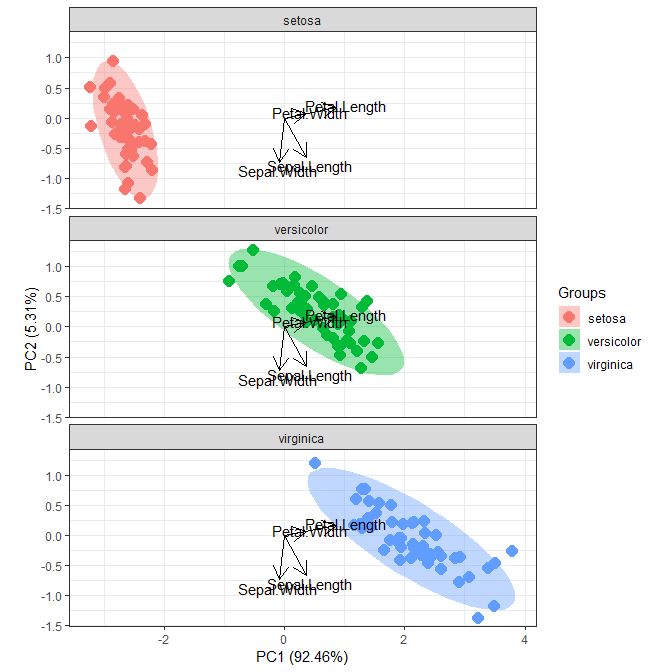 setosa
1.0
0.5
0.0
-0.5
-1.0
-1.5
Petal.Length
Petal.Width
Sepal.Length
Sepal.Width
versicolor
1.0
0.5
0.0
-0.5
-1.0
-1.5
Petal.Length
Petal.Width
Sepal.Length
Sepal.Width
PC2 (5.31%)
virginica
1.0
0.5
0.0
-0.5
-1.0
-1.5
Petal.Length
Petal.Width
Sepal.Length
Sepal.Width
-2 0 2 4
PC1 (92.46%)
Groups
setosa
versicolor
virginica